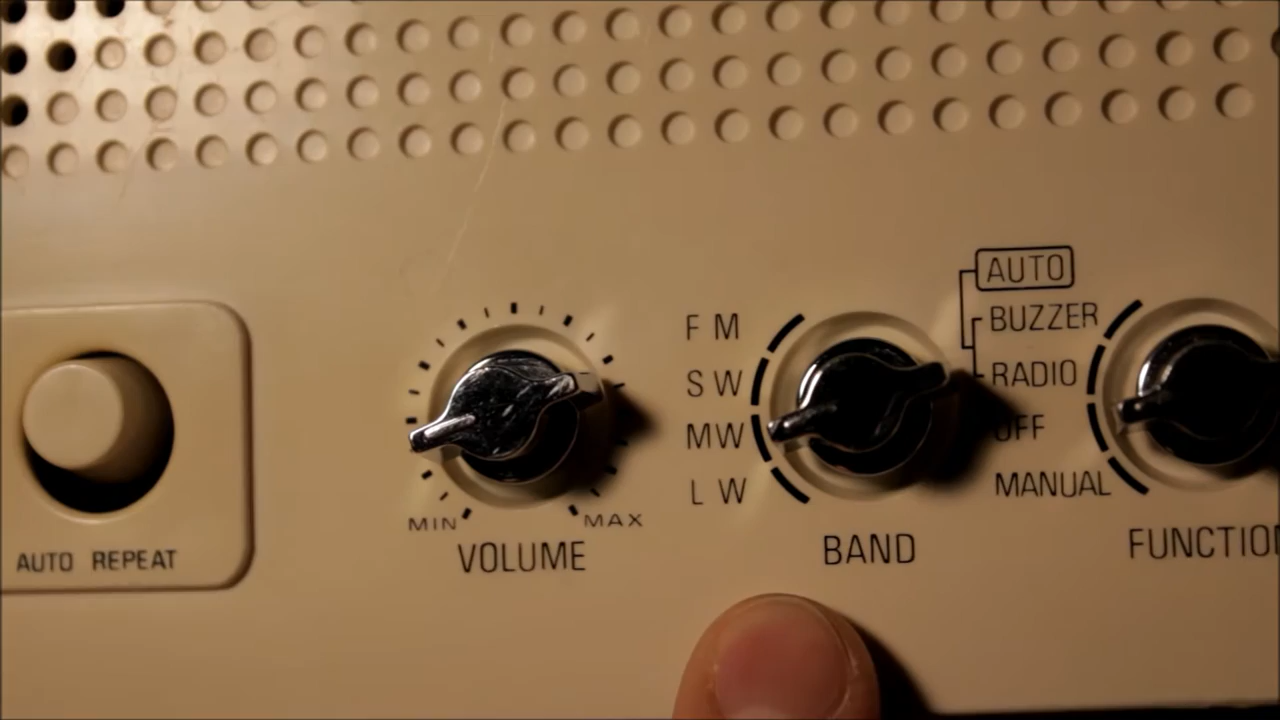 AUTO REPEAT
MIN
MAX
VOLUME
F M
S W
MW
L W
BAND
AUTO
BUZZER
RADIO
OFF
MANUAL
FUNCTIO